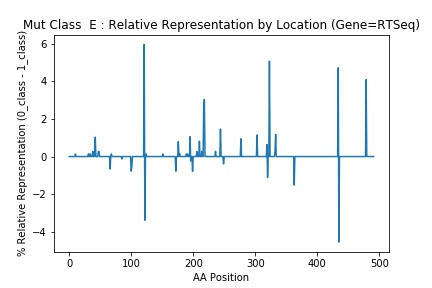 Mut Class  E : Relative Representation by Location (Gene=RTSeq)
% Relative Representation (0_class - 1_class)
6
4
2
0
−2
−4
0 100 200 300 400 500
AA Position